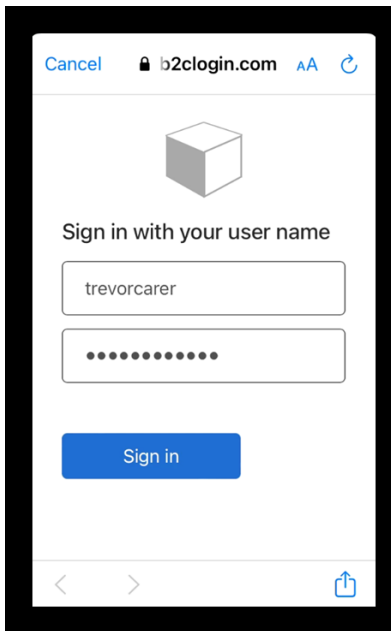 Cancel b2clogin.com AA
Sign in with your user name
trevorcarer
••••••••••••
Sign in